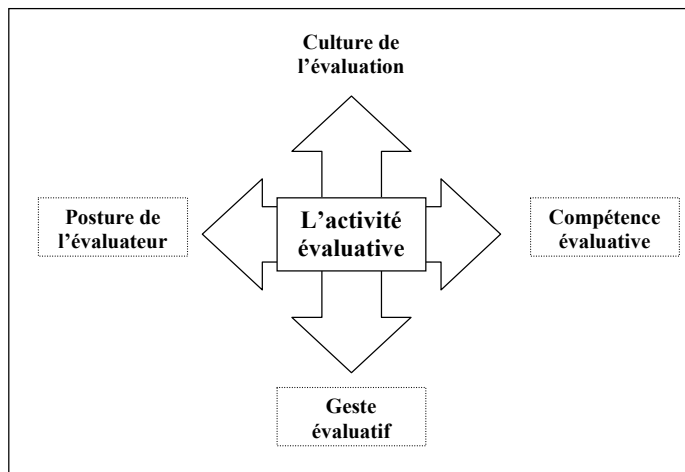 Culture de
l’évaluation
Posture de
l’évaluateur
L’activité
évaluative
Compétence
évaluative
Geste
évaluatif